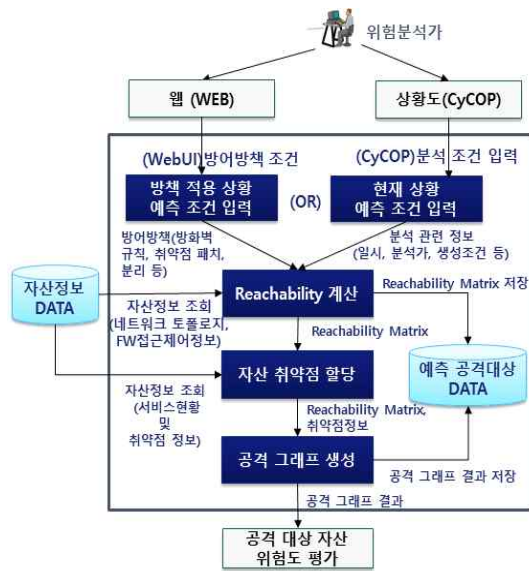 위험분석가
웹 (WEB)
상황도(CyCOP)
(WebUI)방어방책 조건
(CyCOP)분석 조건 입력
방책 적용 상황
예측 조건 입력
(OR)
현재 상황
예측 조건 입력
방어방책(방화벽
규칙, 취약점 패치,
분리 등)
분석 관련 정보
(일시, 분석가, 생성조건 등)
자산정보
DATA
Reachability 계산
Reachability Matrix 저장
자산정보 조회
(네트워크 토폴로지,
FW접근제어정보)
Reachability Matrix
자산 취약점 할당
예측 공격대상
DATA
자산정보 조회
(서비스현황
및
취약점 정보)
Reachability Matrix,
취약점정보
공격 그래프 생성
공격 그래프 결과 저장
공격 그래프 결과
공격 대상 자산
위험도 평가